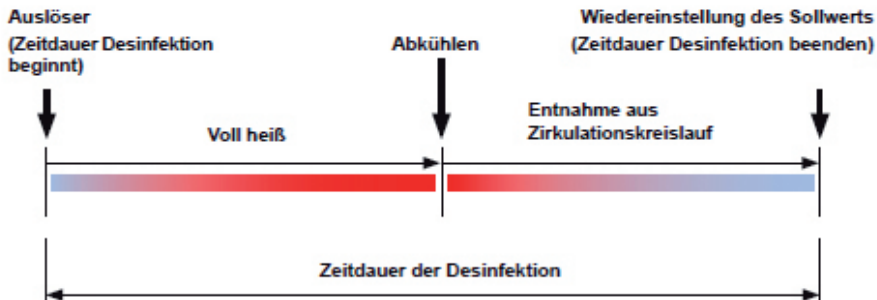 Auslöser
(Zeitdauer Desinfektion
beginnt)
Abkühlen
Wiedereinstellung des Sollwerts
(Zeitdauer Desinfektion beenden)
Voll heiß
Entnahme aus
Zirkulationskreislauf
Zeitdauer der Desinfektion